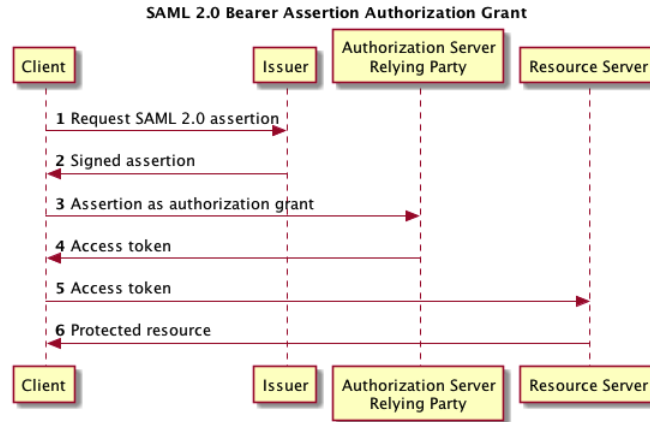 SAML 2.0 Bearer Assertion Authorization Grant
Client
Issuer
Authorization Server
Relying Party
Resource Server
1 Request SAML 2.0 assertion
2 Signed assertion
3 Assertion as authorization grant
4 Access token
5 Access token
6 Protected resource
Client
Issuer
Authorization Server
Relying Party
Resource Server